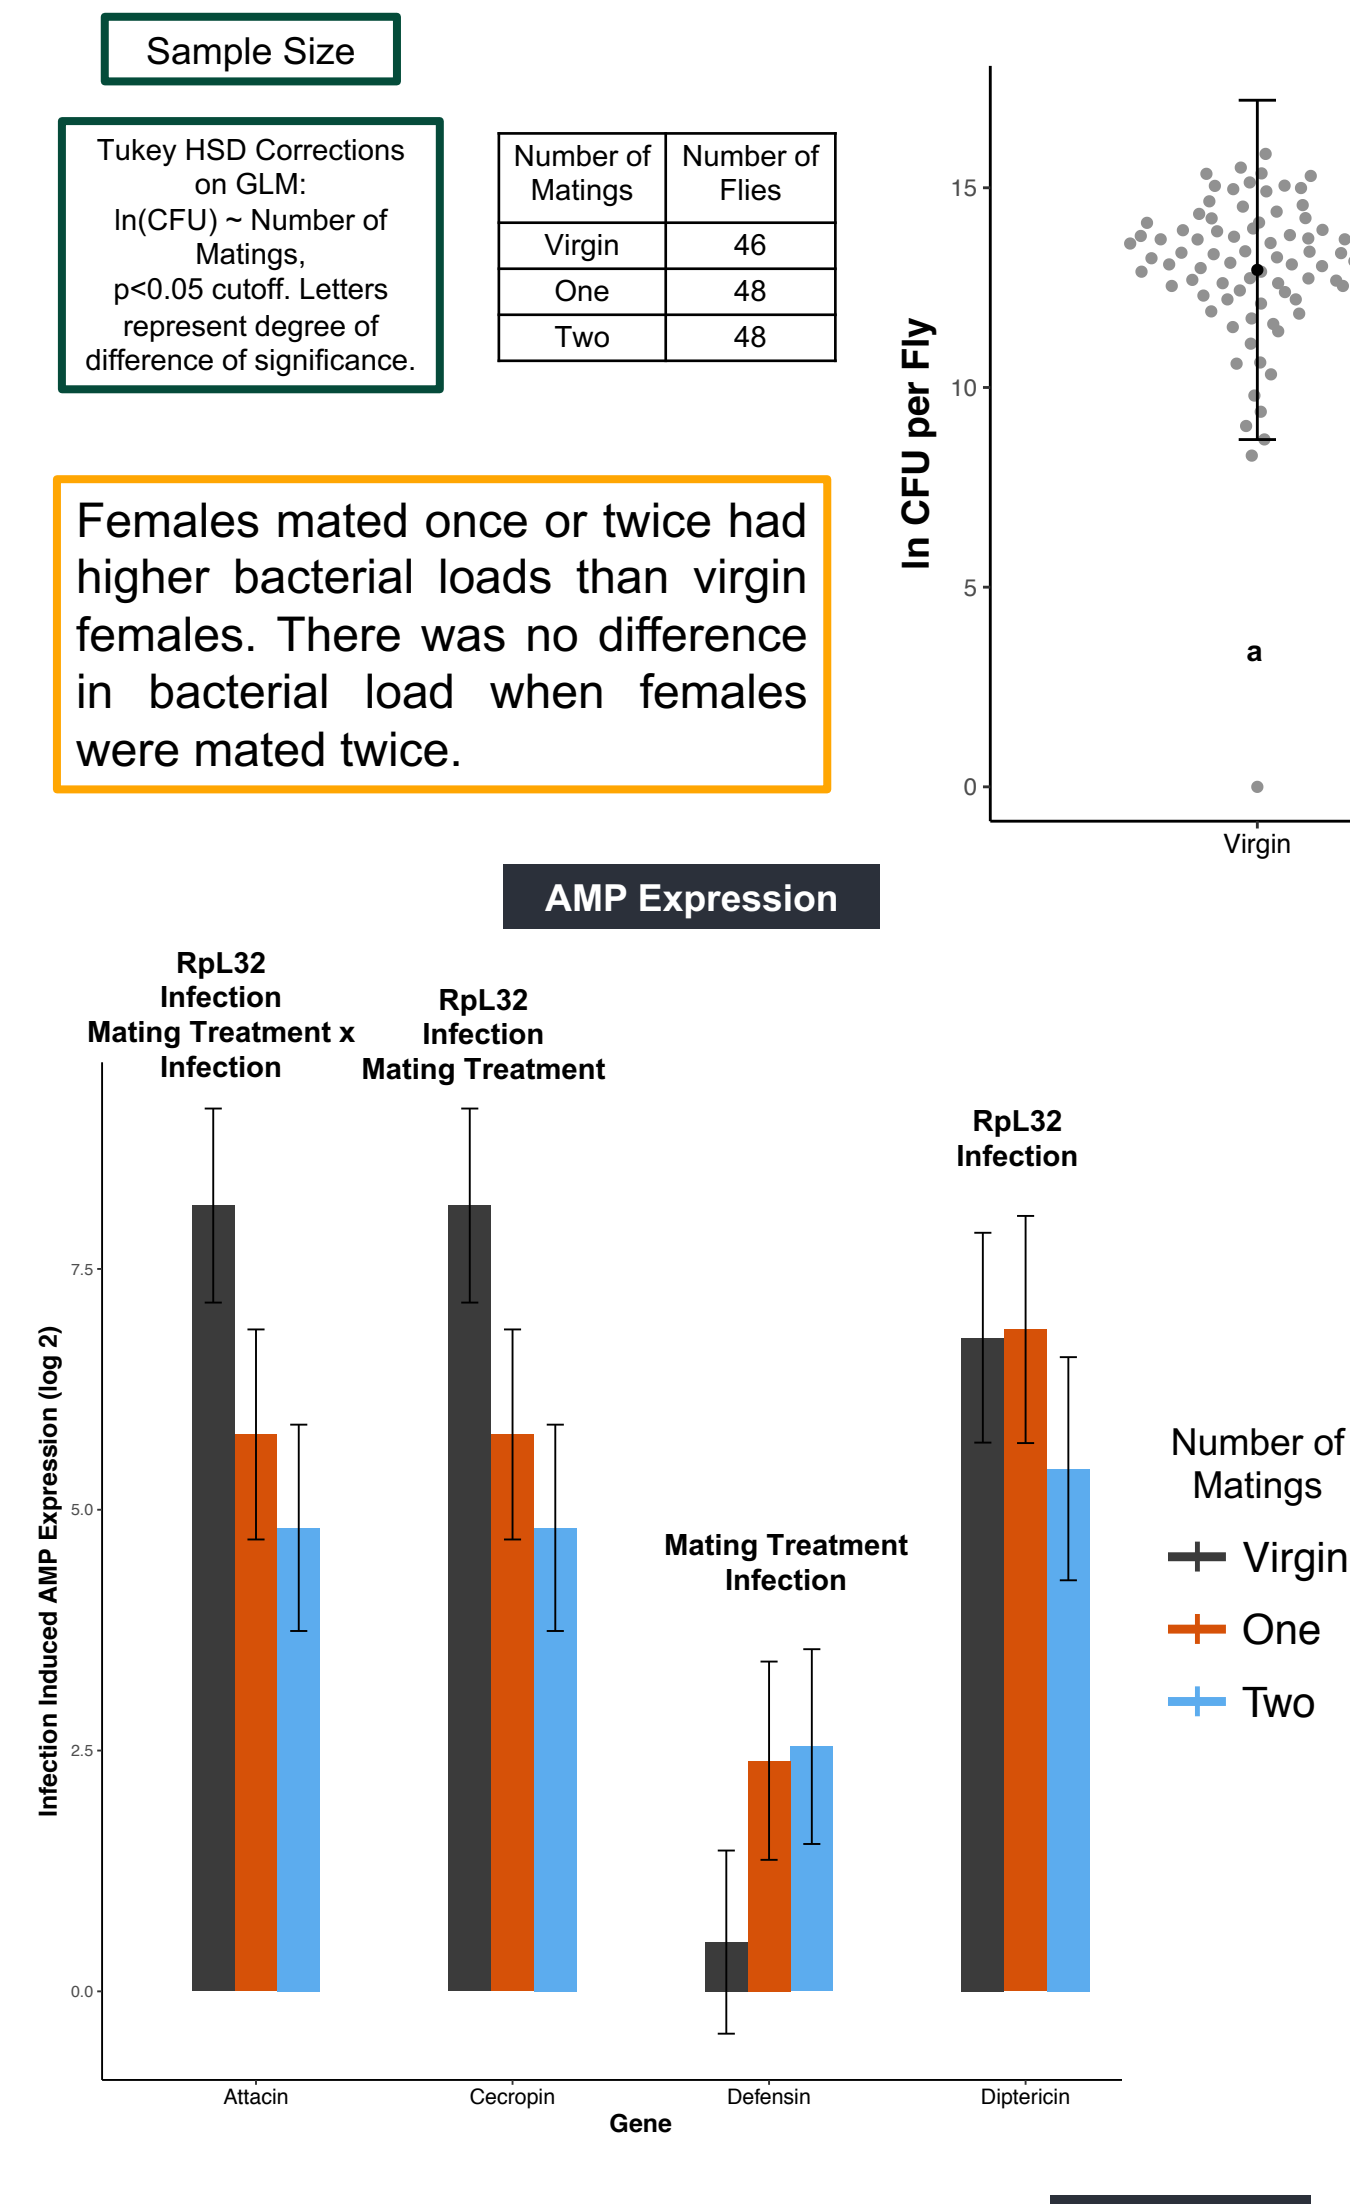 Sample Size
Tukey HSD Corrections
on GLM:
ln(CFU) ~ Number of
Matings,
p<0.05 cutoff. Letters
represent degree of
difference of significance.
Number of Matings Number of Flies
Virgin 46
One 48
Two 48
Females mated once or twice had
higher bacterial loads than virgin
females. There was no difference
in bacterial load when females
were mated twice.
ln CFU per Fly
15
10
5
0
a
Virgin
AMP Expression
RpL32
Infection
Mating Treatment x
Infection
RpL32
Infection
Mating Treatment
Mating Treatment
Infection
RpL32
Infection
Infection Induced AMP Expression (log 2)
7.5
5.0
2.5
0.0
Attacin Cecropin Defensin Diptericin
Gene
Number of
Matings
Virgin
One
Two